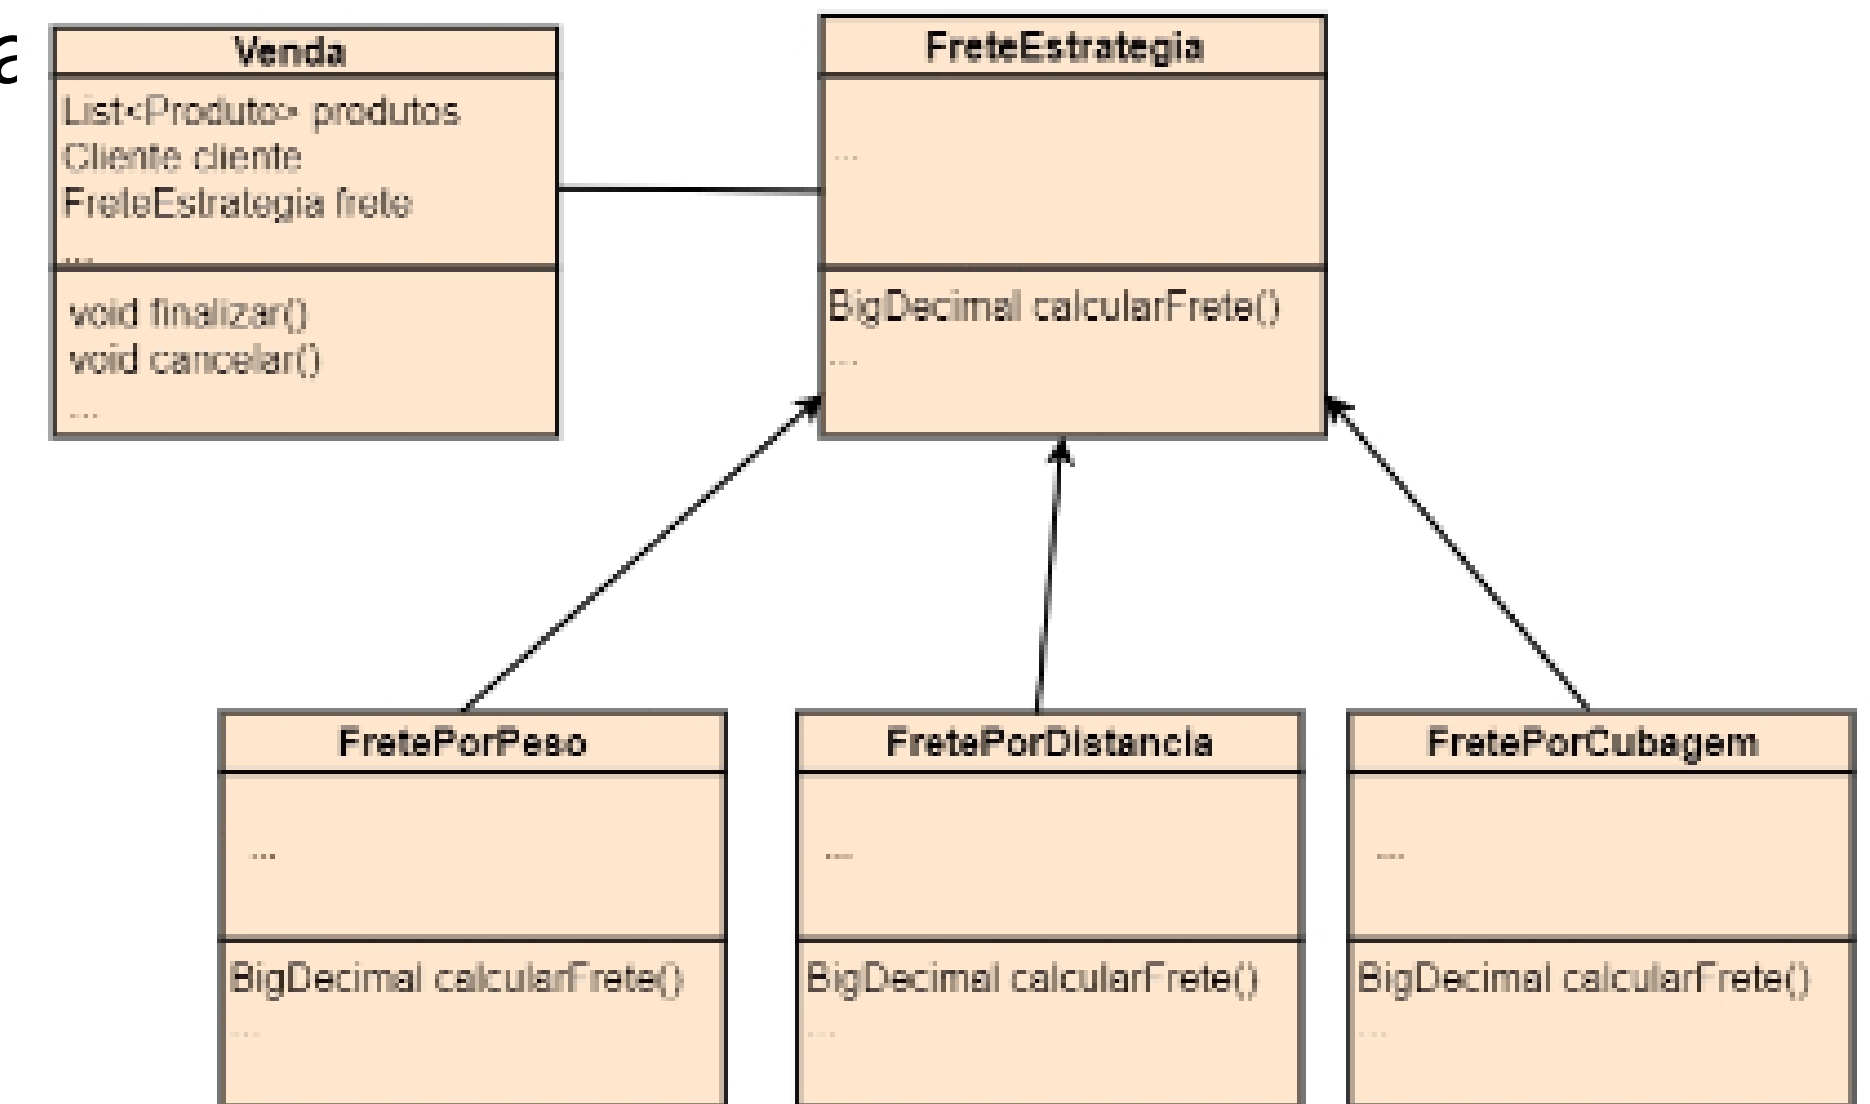 a
Venda
List<Produto> produtos
Cliente cliente
FreteEstrategia frete
...
void finalizar()
void cancelar()
...
FreteEstrategia
...
BigDecimal calcularFrete()
...
FretePorPeso
...
BigDecimal calcularFrete()
...
FretePorDistancia
...
BigDecimal calcularFrete()
...
FretePorCubagem
...
BigDecimal calcularFrete()
...